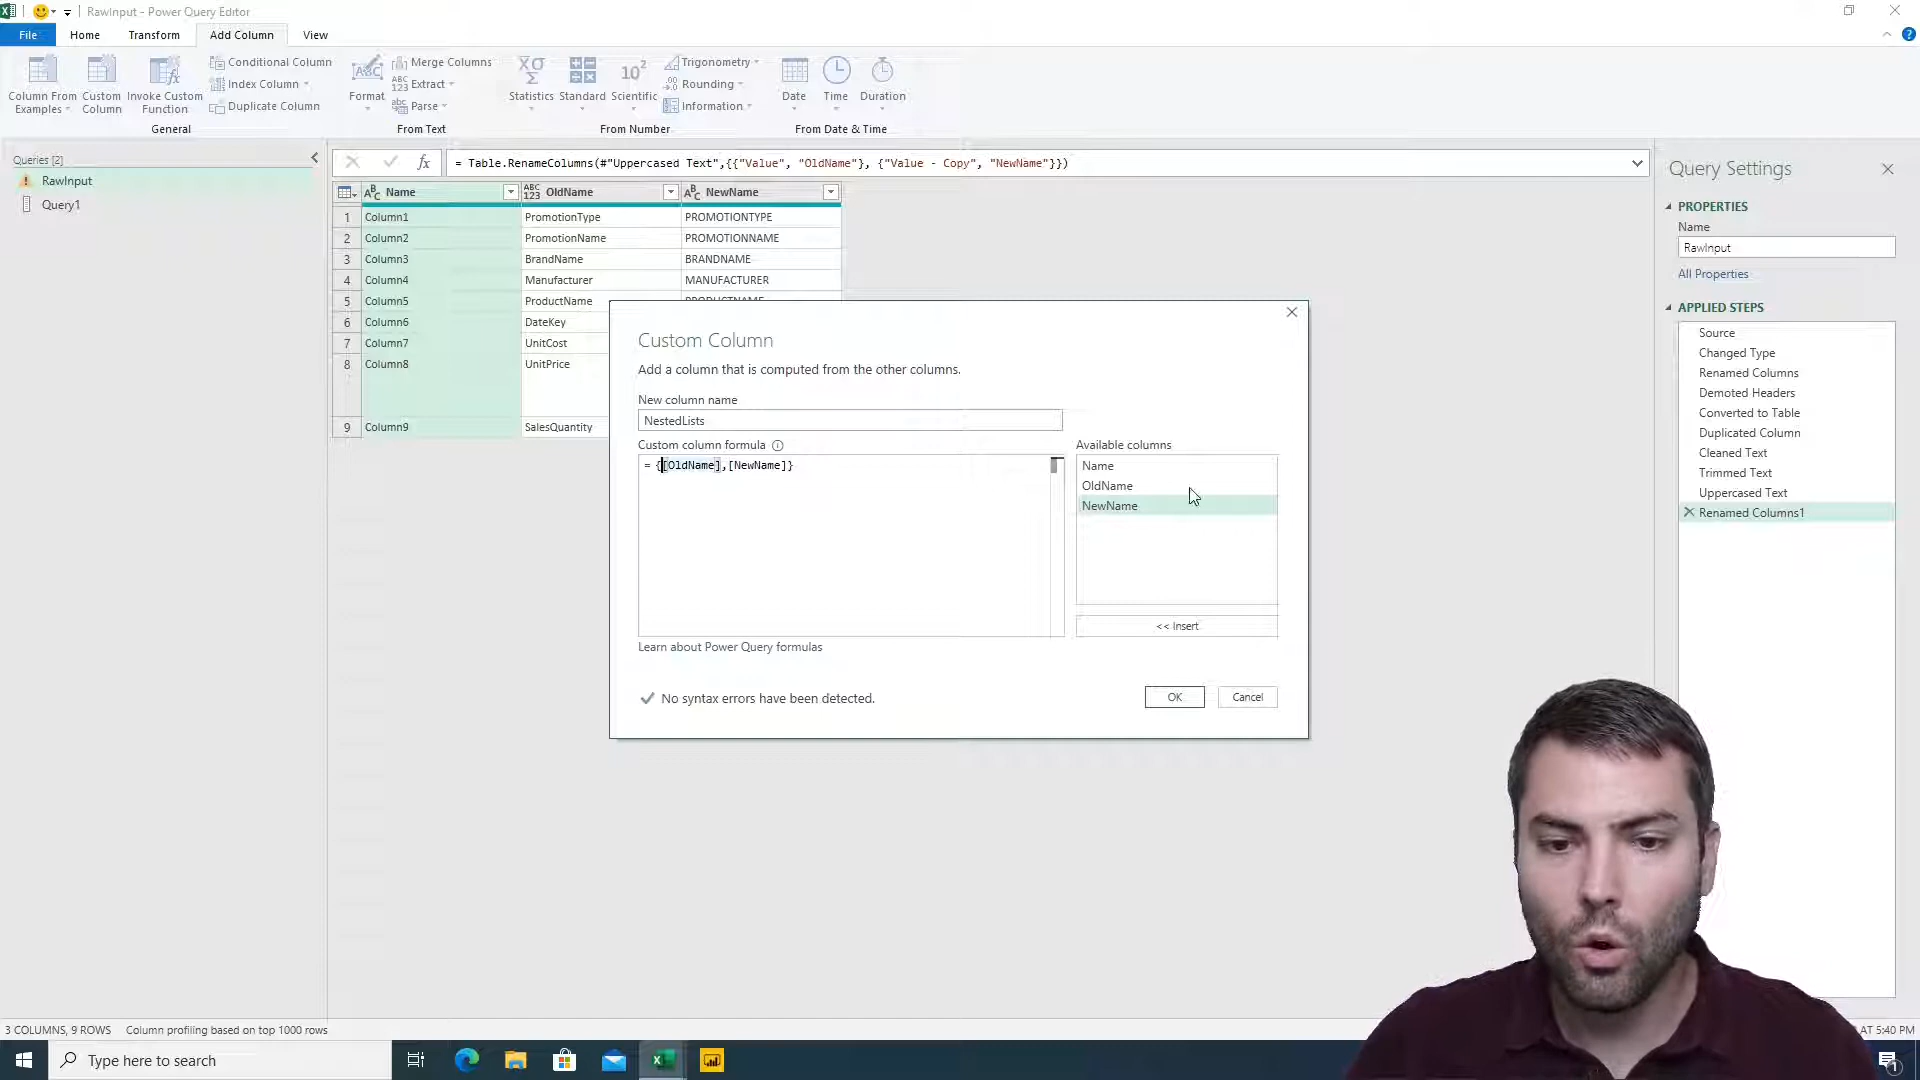 RawInput - Power Query Editor
File Home Transform Add Column View
Column From Examples
Custom Column
Invoke Custom Function
Conditional Column
Index Column
Duplicate Column
General
Format
Merge Columns
Extract
Parse
From Text
Statistics
Standard
Scientific
Trigonometry
Rounding
Information
From Number
Date
Time
Duration
From Date & Time
Queries [2]
RawInput
Query1
= Table.RenameColumns(#"Uppercased Text",{{"Value", "OldName"}, {"Value - Copy", "NewName"}})
Name OldName NewName
1 Column1 PromotionType PROMOTIONTYPE
2 Column2 PromotionName PROMOTIONNAME
3 Column3 BrandName BRANDNAME
4 Column4 Manufacturer MANUFACTURER
5 Column5 ProductName
6 Column6 DateKey
7 Column7 UnitCost
8 Column8 UnitPrice
9 Column9 SalesQuantity
Custom Column
Add a column that is computed from the other columns.
New column name
NestedLists
Custom column formula
= {[OldName],[NewName]}
Available columns
Name
OldName
NewName
<< Insert
Learn about Power Query formulas
No syntax errors have been detected.
OK Cancel
Query Settings
PROPERTIES
Name
RawInput
All Properties
APPLIED STEPS
Source
Changed Type
Renamed Columns
Demoted Headers
Converted to Table
Duplicated Column
Cleaned Text
Trimmed Text
Uppercased Text
Renamed Columns1
3 COLUMNS, 9 ROWS Column profiling based on top 1000 rows
AT 5:40 PM
Type here to search